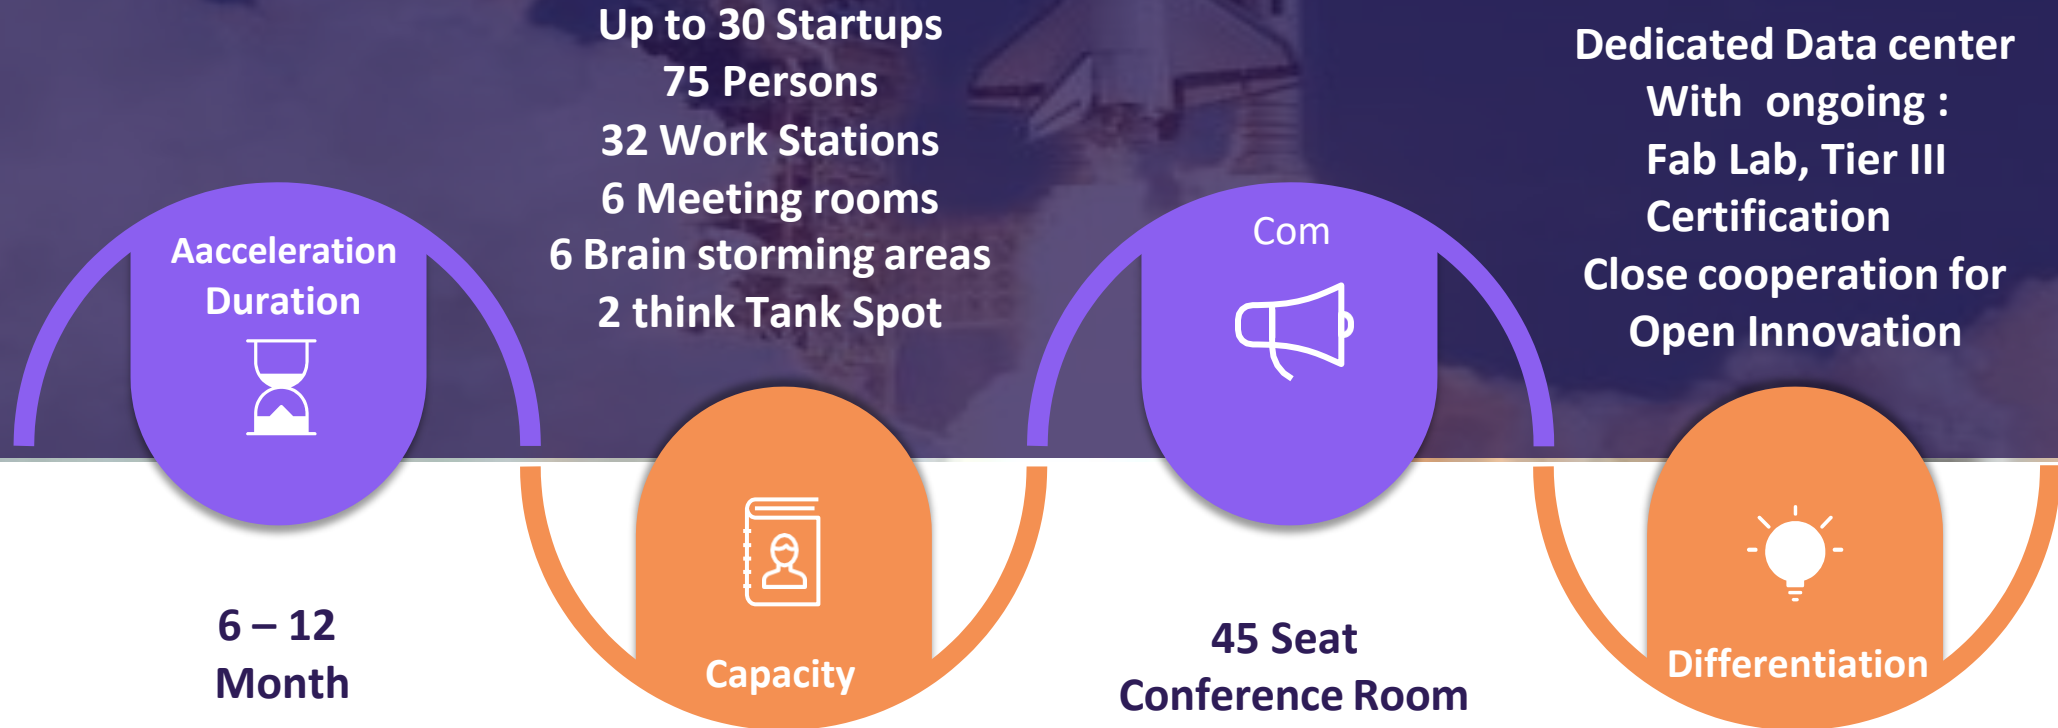 Aacceleration
Duration
6 – 12
Month
Up to 30 Startups
75 Persons
32 Work Stations
6 Meeting rooms
6 Brain storming areas
2 think Tank Spot
Capacity
Com
45 Seat
Conference Room
Dedicated Data center
With ongoing :
Fab Lab, Tier III
Certification
Close cooperation for
Open Innovation
Differentiation